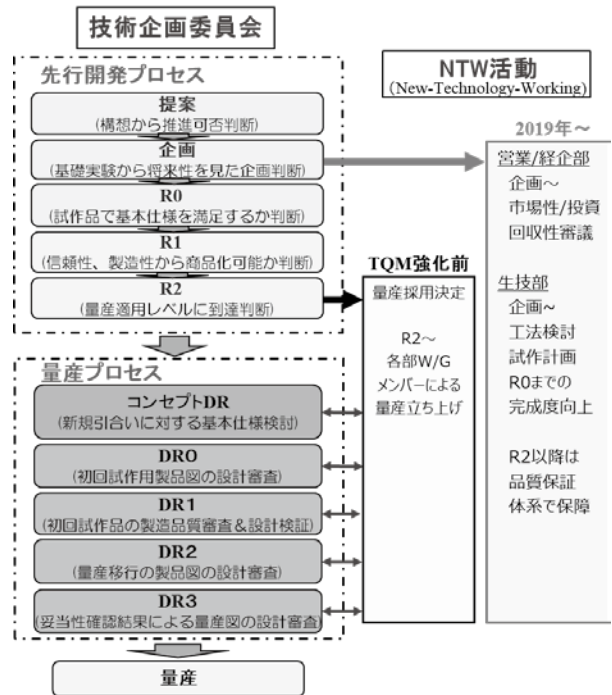 技術企画委員会
先行開発プロセス
提案
(構想から推進可否判断)
企画
(基礎実験から将来性を見た企画判断)
R0
(試作品で基本仕様を満足するか判断)
R1
(信頼性、製造性から商品化可能か判断)
R2
(量産適用レベルに到達判断)
量産プロセス
コンセプトDR
(新規引合いに対する基本仕様検討)
DR0
(初回試作用製品図の設計審査)
DR1
(初回試作品の製造品質審査&設計検証)
DR2
(量産移行の製品図の設計審査)
DR3
(妥当性確認結果による量産図の設計審査)
量産
TQM強化前
量産採用決定
R2～
各部W/G
メンバーによる
量産立ち上げ
NTW活動
(New-Technology-Working)
2019年～
営業/経企部
企画～
市場性/投資
回収性審議
生技部
企画~
工法検討
試作計画
R0までの
完成度向上
R2以降は
品質保証
体系で保障